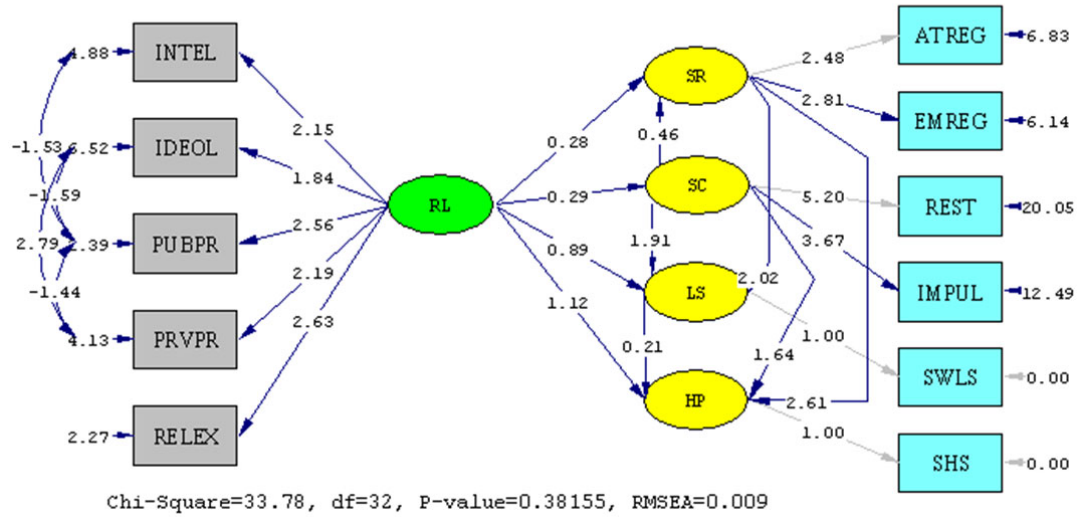 4.88 INTEL
-1.53
IDEOL
-1.59
2.79
PUBPR
-1.44
4.13 PRVPR
2.27 RELEX
2.15
1.84
2.56
2.19
2.63
RL
0.28
0.29
0.89
1.12
SR
0.46
SC
1.91
LS
0.21
HP
2.02
2.48
2.81
5.20
3.67
1.00
1.64
2.61
1.00
ATREG 6.83
EMREG 6.14
REST 20.05
IMPUL 12.49
SWLS 0.00
SHS 0.00
Chi-Square=33.78, df=32, P-value=0.38155, RMSEA=0.009